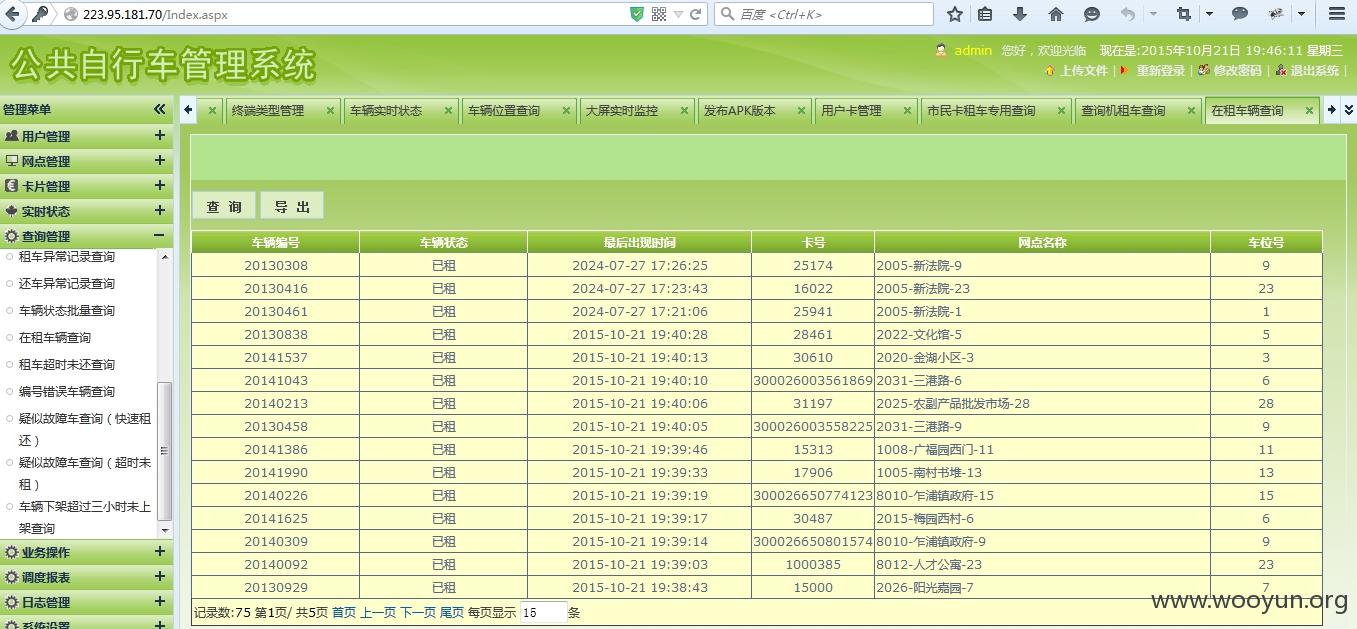 223.95.181.70/Index.aspx
百度 <Ctrl+K>
公共自行车管理系统
admin 您好，欢迎光临 现在是:2015年10月21日 19:46:11 星期三
上传文件 | 重新登录 | 修改密码 | 退出系统 |
管理菜单
终端类型管理 车辆实时状态 车辆位置查询 大屏实时监控 发布APK版本 用户卡管理 市民卡租车专用查询 查询机租车查询 在租车辆查询
用户管理
网点管理
卡片管理
实时状态
查询管理
租车异常记录查询
还车异常记录查询
车辆状态批量查询
在租车辆查询
租车超时未还查询
编号错误车辆查询
疑似故障车查询（快速租
还）
疑似故障车查询（超时未
租）
车辆下架超过三小时未上
架查询
业务操作
调度报表
日志管理
系统设置
查 询 导 出
车辆编号 车辆状态 最后出现时间 卡号 网点名称 车位号
20130308 已租 2024-07-27 17:26:25 25174 2005-新法院-9 9
20130416 已租 2024-07-27 17:23:43 16022 2005-新法院-23 23
20130461 已租 2024-07-27 17:21:06 25941 2005-新法院-1 1
20130838 已租 2015-10-21 19:40:28 28461 2022-文化馆-5 5
20141537 已租 2015-10-21 19:40:13 30610 2020-金湖小区-3 3
20141043 已租 2015-10-21 19:40:10 300026003561869 2031-三港路-6 6
20140213 已租 2015-10-21 19:40:06 31197 2025-农副产品批发市场-28 28
20130458 已租 2015-10-21 19:40:05 300026003558225 2031-三港路-9 9
20141386 已租 2015-10-21 19:39:46 15313 1008-广福园西门-11 11
20141990 已租 2015-10-21 19:39:33 17906 1005-南村书堆-13 13
20140226 已租 2015-10-21 19:39:19 300026650774123 8010-乍浦镇政府-15 15
20141625 已租 2015-10-21 19:39:17 30487 2015-梅园西村-6 6
20140309 已租 2015-10-21 19:39:14 300026650801574 8010-乍浦镇政府-9 9
20140092 已租 2015-10-21 19:39:03 1000385 8012-人才公寓-23 23
20130929 已租 2015-10-21 19:38:43 15000 2026-阳光嘉园-7 7
记录数:75 第1页/ 共5页 首页 上一页 下一页 尾页 每页显示 15 条
www.wooyun.org